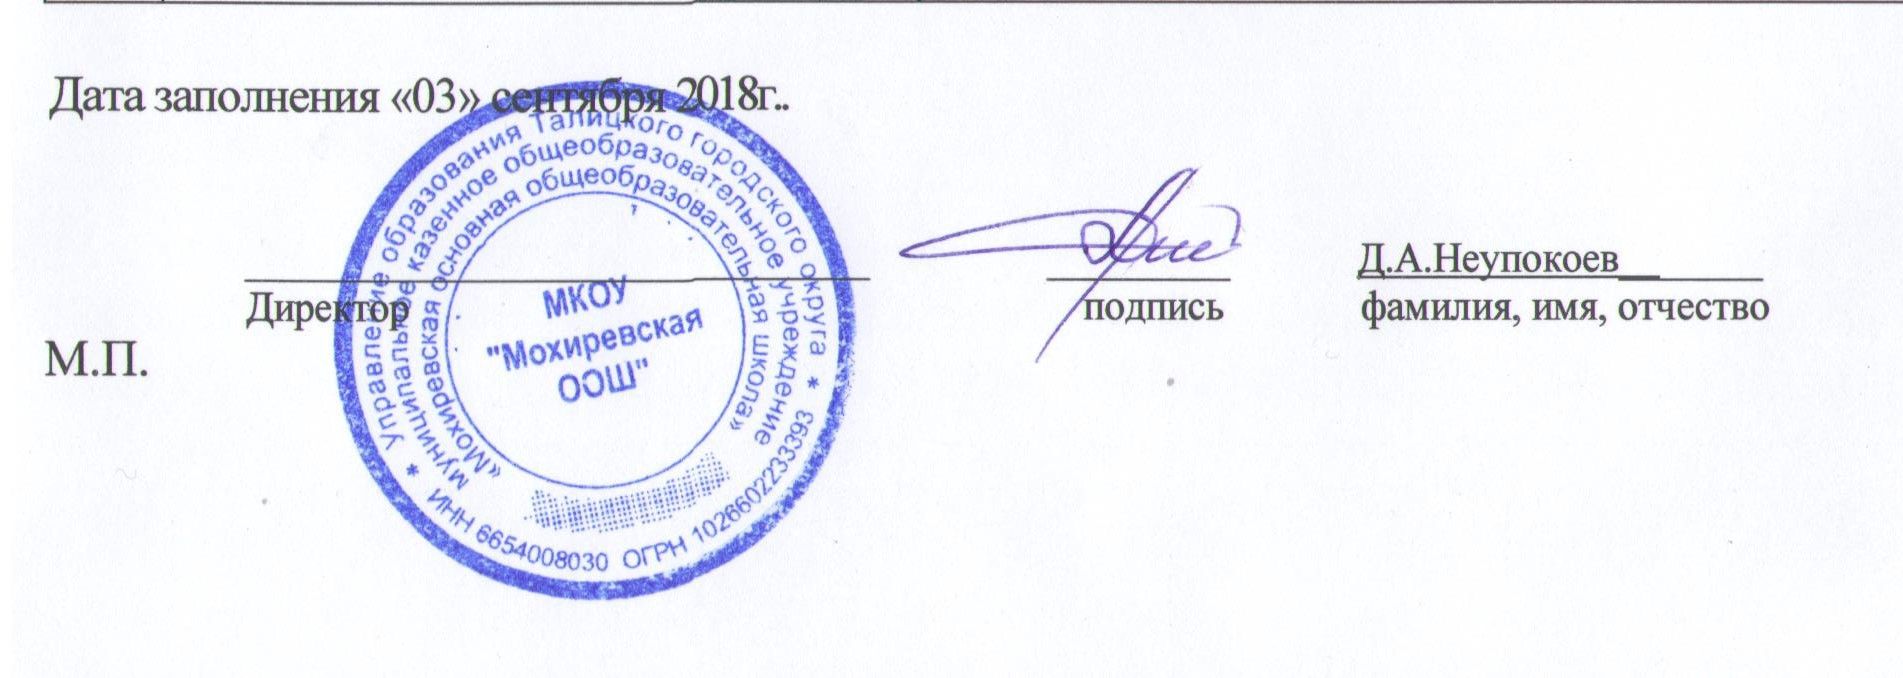 Дата заполнения «03» сентября 2018г..
Управление образования Талицкого городского округа *
муниципальное казенное общеобразовательное учреждение
«Мохиревская основная общеобразовательная школа»
* ИНН 6654008030 ОГРН 1026602233393
МКОУ
"Мохиревская
ООШ"
Д.А.Неупокоев
Директор подпись фамилия, имя, отчество
М.П.